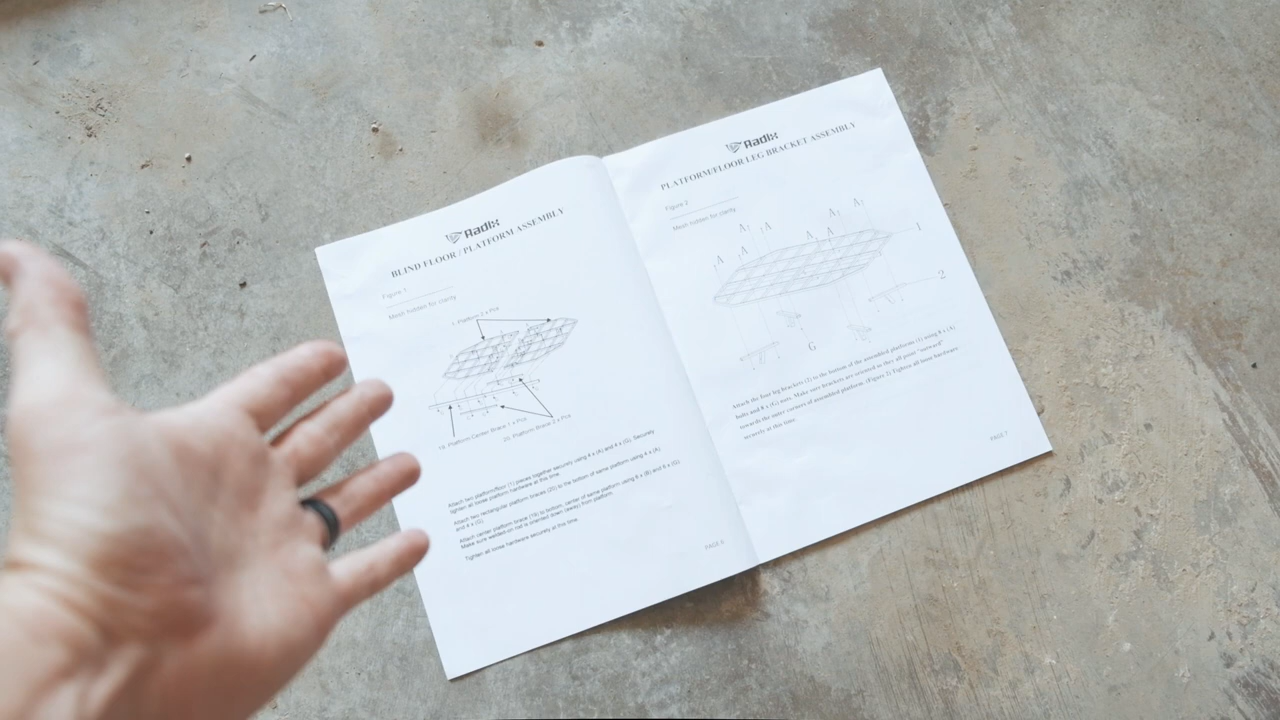 Radix
BLIND FLOOR / PLATFORM ASSEMBLY
Figure 1
Mesh hidden for clarity
1. Platform 2 x Pcs
19. Platform Center Brace 1 x Pcs
20. Platform Brace 2 x Pcs
Attach two platform/floor (1) pieces together securely using 4 x (A) and 4 x (G). Securely
tighten all loose platform hardware at this time.
Attach two rectangular platform braces (20) to the bottom of same platform using 4 x (A)
and 4 x (G).
Attach center platform brace (19) to bottom, center of same platform using 6 x (B) and 6 x (G).
Make sure welded-on nut is oriented down (away) from platform.
Tighten all loose hardware securely at this time.
PAGE 6
Radix
PLATFORM/FLOOR LEG BRACKET ASSEMBLY
Figure 2
Mesh hidden for clarity
A A A A A A A A
1
2
G
Attach the four leg brackets (2) to the bottom of the assembled platforms (1) using 8 x (A)
bolts and 8 x (G) nuts. Make sure brackets are oriented so they all point "outward"
towards the outer corners of assembled platform. (Figure 2) Tighten all loose hardware
securely at this time.
PAGE 7